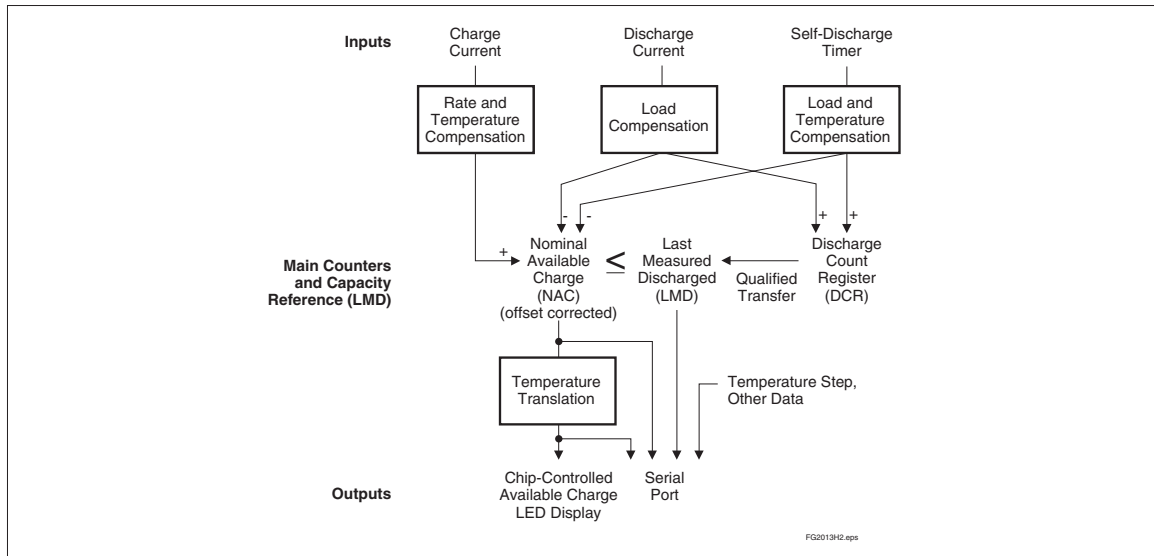 Inputs
Charge
Current
Discharge
Current
Self-Discharge
Timer
Rate and
Temperature
Compensation
Load
Compensation
Load and
Temperature
Compensation
- - + +
Main Counters
and Capacity
Reference (LMD)
+
Nominal
Available
Charge
(NAC)
(offset corrected)
≤
Last
Measured
Discharged
(LMD)
Qualified
Transfer
Discharge
Count
Register
(DCR)
Temperature
Translation
Temperature Step,
Other Data
Outputs
Chip-Controlled
Available Charge
LED Display
Serial
Port
FG2013H2.eps